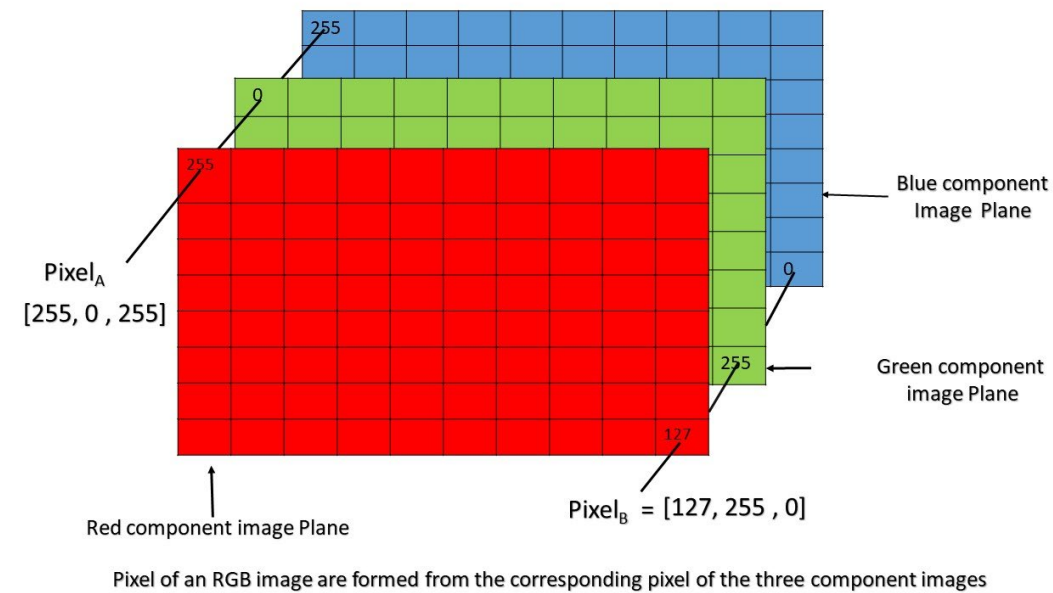 255
0
255
Blue component
Image Plane
Pixel_A
[255, 0 , 255]
0
255
Green component
image Plane
127
Pixel_B = [127, 255 , 0]
Red component image Plane
Pixel of an RGB image are formed from the corresponding pixel of the three component images